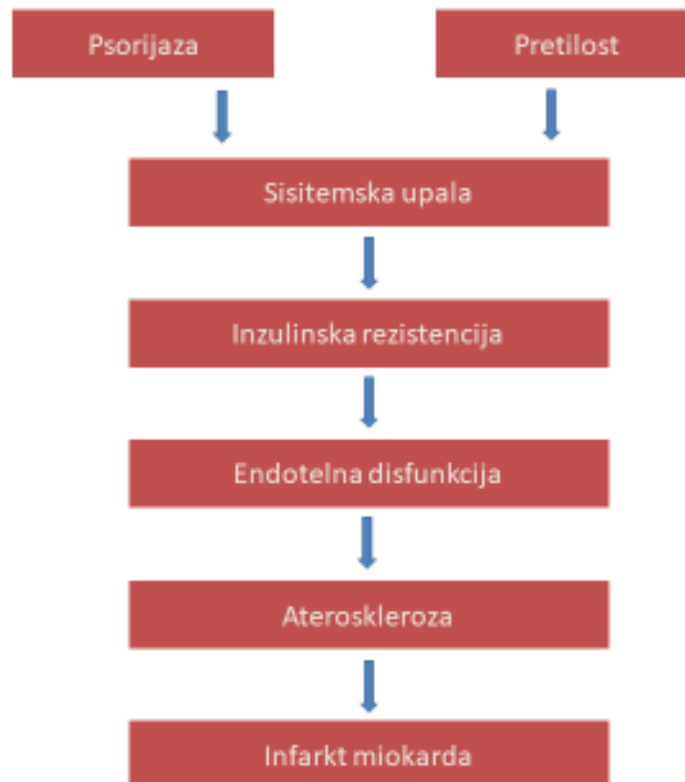 Psorijaza
Pretilost
Sisitemska upala
Inzulinska rezistencija
Endotelna disfunkcija
Ateroskleroza
Infarkt miokarda